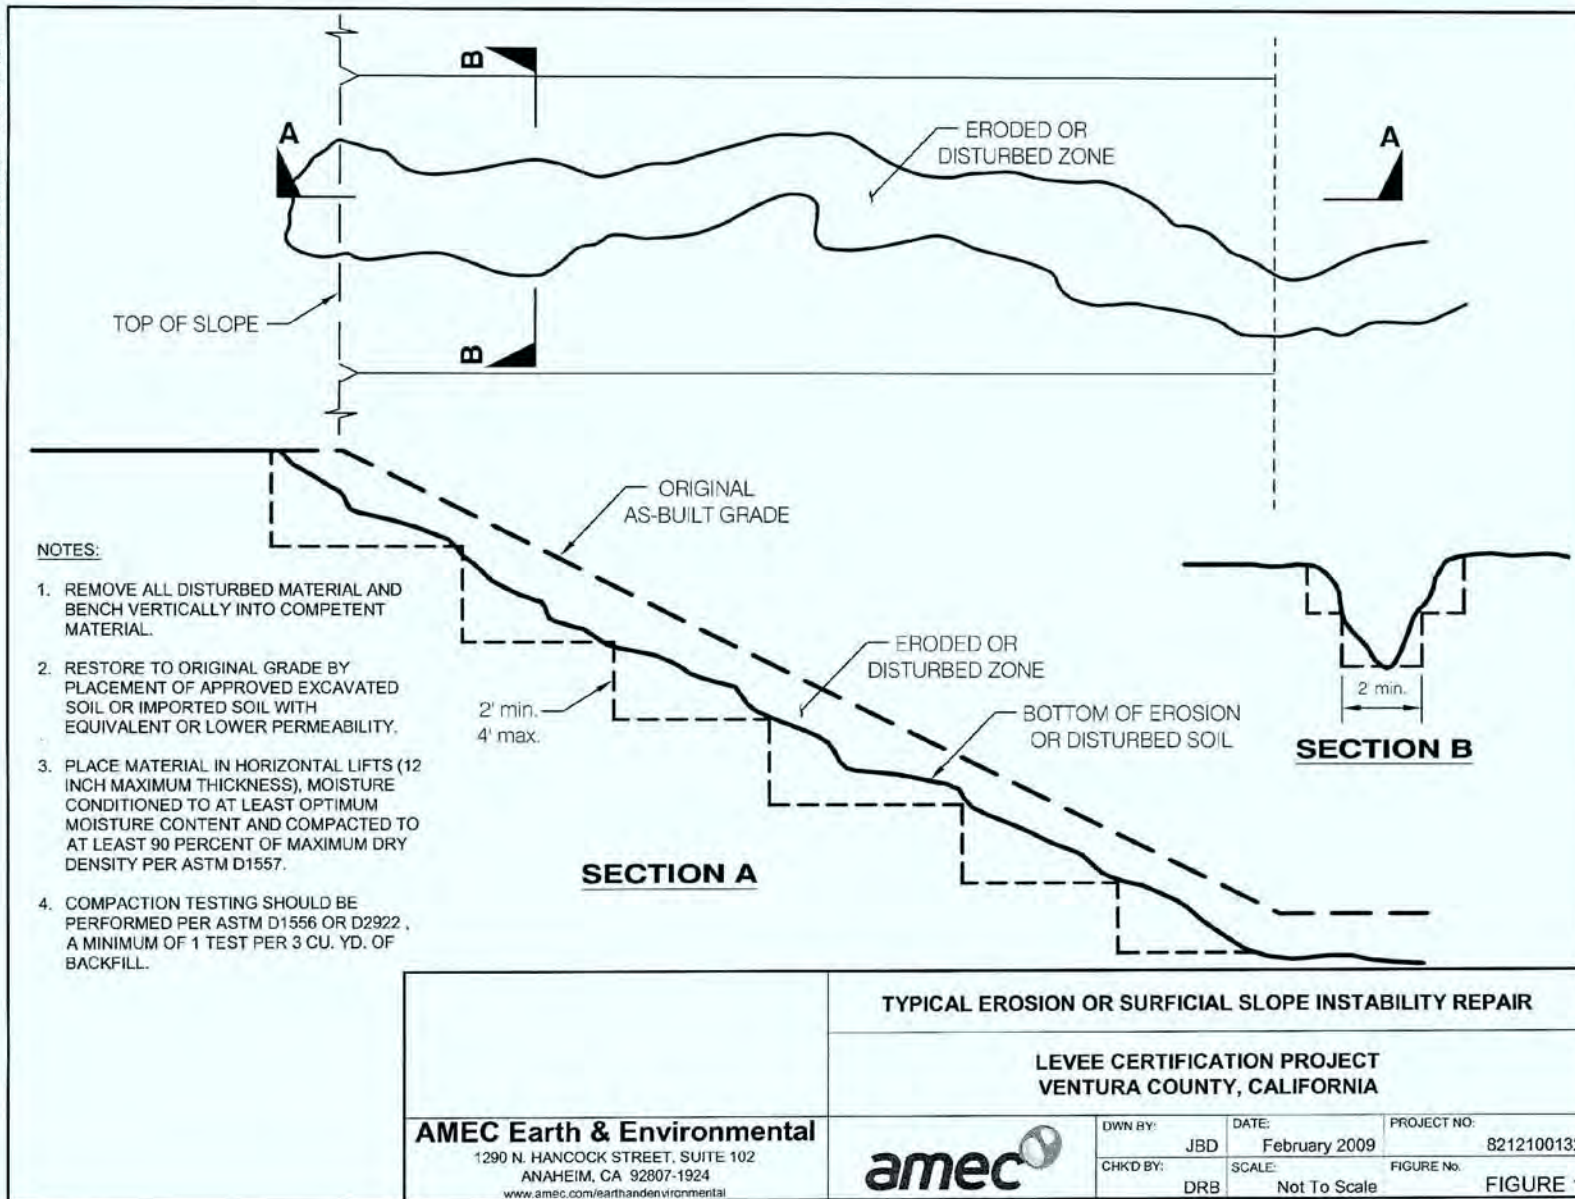 B
A
ERODED OR
DISTURBED ZONE
A
TOP OF SLOPE
B
ORIGINAL
AS-BUILT GRADE
NOTES:
1. REMOVE ALL DISTURBED MATERIAL AND
BENCH VERTICALLY INTO COMPETENT
MATERIAL.
2. RESTORE TO ORIGINAL GRADE BY
PLACEMENT OF APPROVED EXCAVATED
SOIL OR IMPORTED SOIL WITH
EQUIVALENT OR LOWER PERMEABILITY.
3. PLACE MATERIAL IN HORIZONTAL LIFTS (12
INCH MAXIMUM THICKNESS), MOISTURE
CONDITIONED TO AT LEAST OPTIMUM
MOISTURE CONTENT AND COMPACTED TO
AT LEAST 90 PERCENT OF MAXIMUM DRY
DENSITY PER ASTM D1557.
4. COMPACTION TESTING SHOULD BE
PERFORMED PER ASTM D1556 OR D2922 ,
A MINIMUM OF 1 TEST PER 3 CU. YD. OF
BACKFILL.
2' min.
4' max.
ERODED OR
DISTURBED ZONE
BOTTOM OF EROSION
OR DISTURBED SOIL
2' min.
SECTION B
SECTION A
TYPICAL EROSION OR SURFICIAL SLOPE INSTABILITY REPAIR
LEVEE CERTIFICATION PROJECT
VENTURA COUNTY, CALIFORNIA
AMEC Earth & Environmental
1290 N. HANCOCK STREET, SUITE 102
ANAHEIM, CA 92807-1924
www.amec.com/earthandenvironmental
amec
DWN BY:
JBD
DATE:
February 2009
PROJECT NO:
CHK'D BY:
DRB
SCALE:
Not To Scale
FIGURE No.
FIGURE